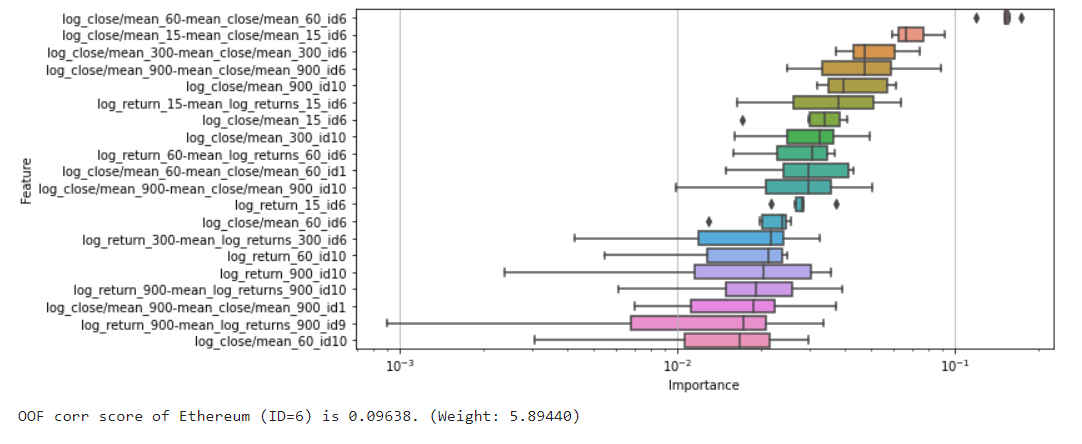 log_close/mean_60-mean_close/mean_60_id6
log_close/mean_15-mean_close/mean_15_id6
log_close/mean_300-mean_close/mean_300_id6
log_close/mean_900-mean_close/mean_900_id6
log_close/mean_900_id10
log_return_15-mean_log_returns_15_id6
log_close/mean_15_id6
log_close/mean_300_id10
log_return_60-mean_log_returns_60_id6
log_close/mean_60-mean_close/mean_60_id1
log_close/mean_900-mean_close/mean_900_id10
log_return_15_id6
log_close/mean_60_id6
log_return_300-mean_log_returns_300_id6
log_return_60_id10
log_return_900_id10
log_return_900-mean_log_returns_900_id10
log_close/mean_900-mean_close/mean_900_id1
log_return_900-mean_log_returns_900_id9
log_close/mean_60_id10
Feature
10⁻³ 10⁻² 10⁻¹
Importance
OOF corr score of Ethereum (ID=6) is 0.09638. (Weight: 5.89440)